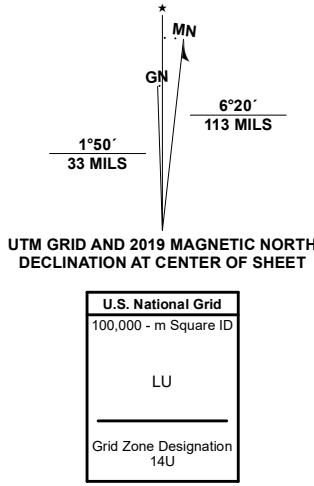 ★
MN
GN
6°20´
113 MILS
1°50´
33 MILS
UTM GRID AND 2019 MAGNETIC NORTH
DECLINATION AT CENTER OF SHEET
U.S. National Grid
100,000 - m Square ID
LU
Grid Zone Designation
14U